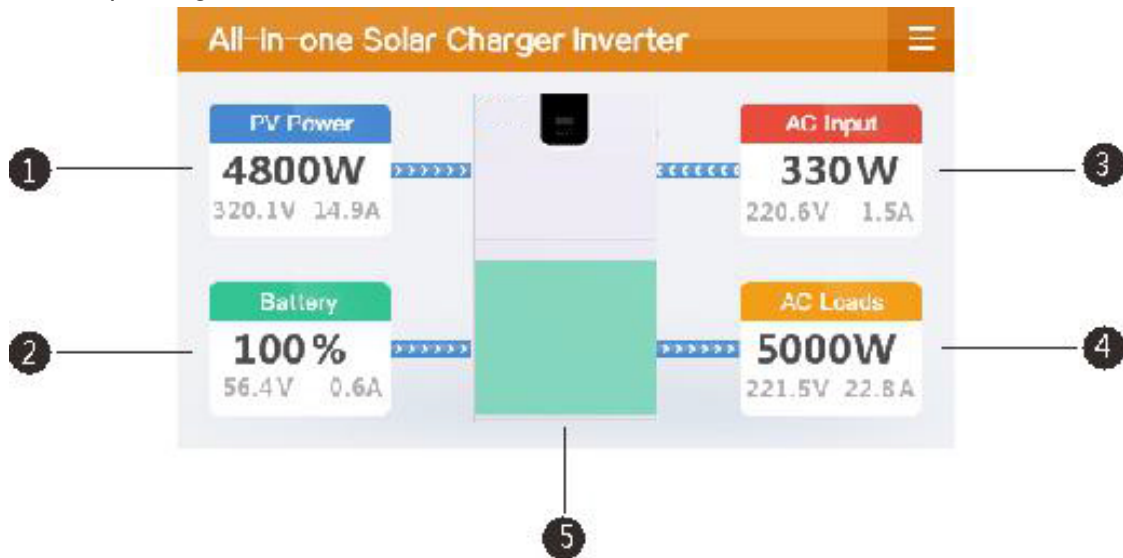 All-in-one Solar Charger Inverter
PV Power
4800W
320.1V 14.9A
AC Input
330W
220.6V 1.5A
Battery
100%
56.4V 0.6A
AC Loads
5000W
221.5V 22.8A
1
2
3
4
5